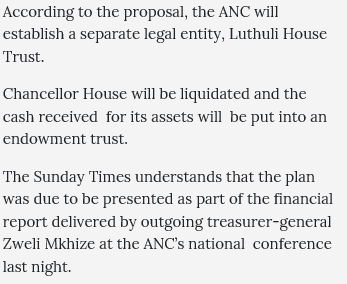 According to the proposal, the ANC will
establish a separate legal entity, Luthuli House
Trust.
Chancellor House will be liquidated and the
cash received  for its assets will  be put into an
endowment trust.
The Sunday Times understands that the plan
was due to be presented as part of the financial
report delivered by outgoing treasurer-general
Zweli Mkhize at the ANC’s national  conference
last night.